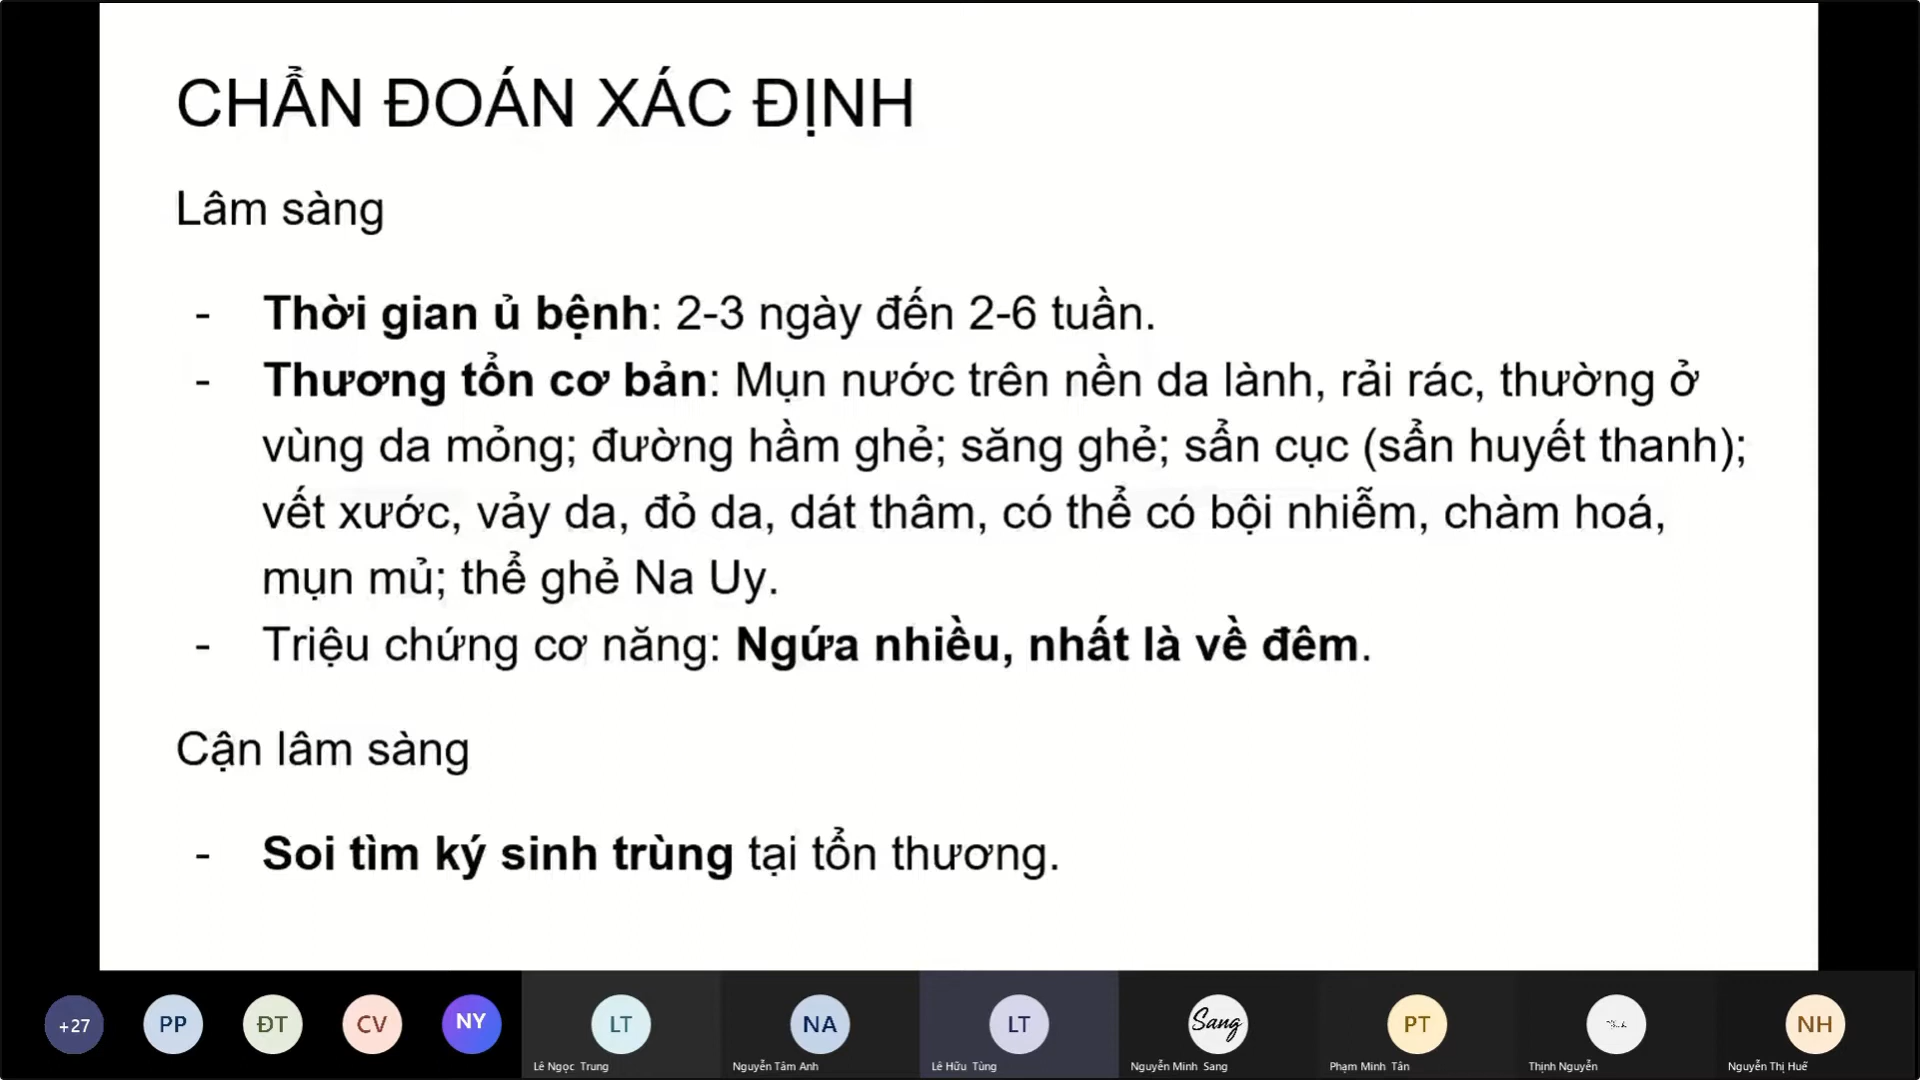 CHẨN ĐOÁN XÁC ĐỊNH
Lâm sàng
- Thời gian ủ bệnh: 2-3 ngày đến 2-6 tuần.
- Thương tổn cơ bản: Mụn nước trên nền da lành, rải rác, thường ở
vùng da mỏng; đường hầm ghẻ; săng ghẻ; sẩn cục (sẩn huyết thanh);
vết xước, vảy da, đỏ da, dát thâm, có thể có bội nhiễm, chàm hoá,
mụn mủ; thể ghẻ Na Uy.
- Triệu chứng cơ năng: Ngứa nhiều, nhất là về đêm.
Cận lâm sàng
- Soi tìm ký sinh trùng tại tổn thương.
+27 PP ĐT CV NY LT NA LT Sang PT NH
Lê Ngọc Trung Nguyễn Tâm Anh Lê Hữu Tùng Nguyễn Minh Sang Phạm Minh Tân Thịnh Nguyễn Nguyễn Thị Huế